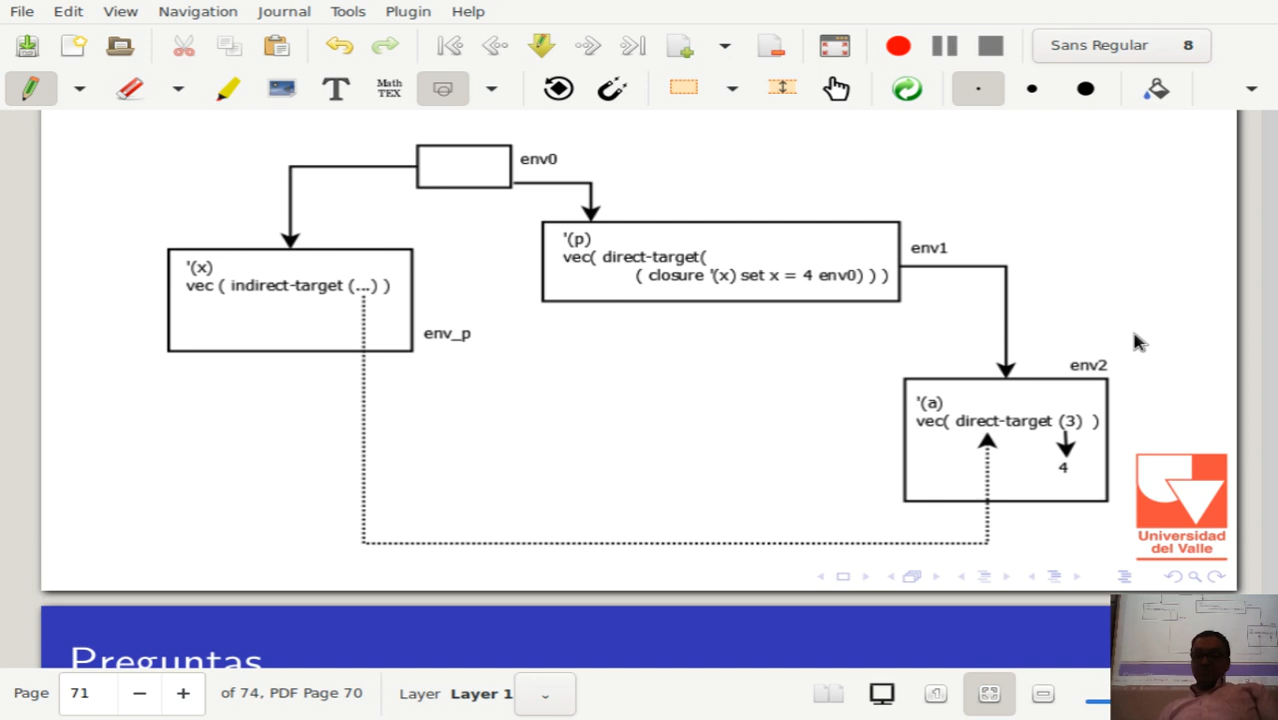 File Edit View Navigation Journal Tools Plugin Help
Sans Regular 8
T Math TEX
env0
'(p)
vec( direct-target(
( closure '(x) set x = 4 env0) ) )
env1
'(x)
vec ( indirect-target (...) )
env_p
env2
'(a)
vec( direct-target (3) )
4
Universidad
del Valle
Preguntas
Page 71 of 74, PDF Page 70 Layer Layer 1